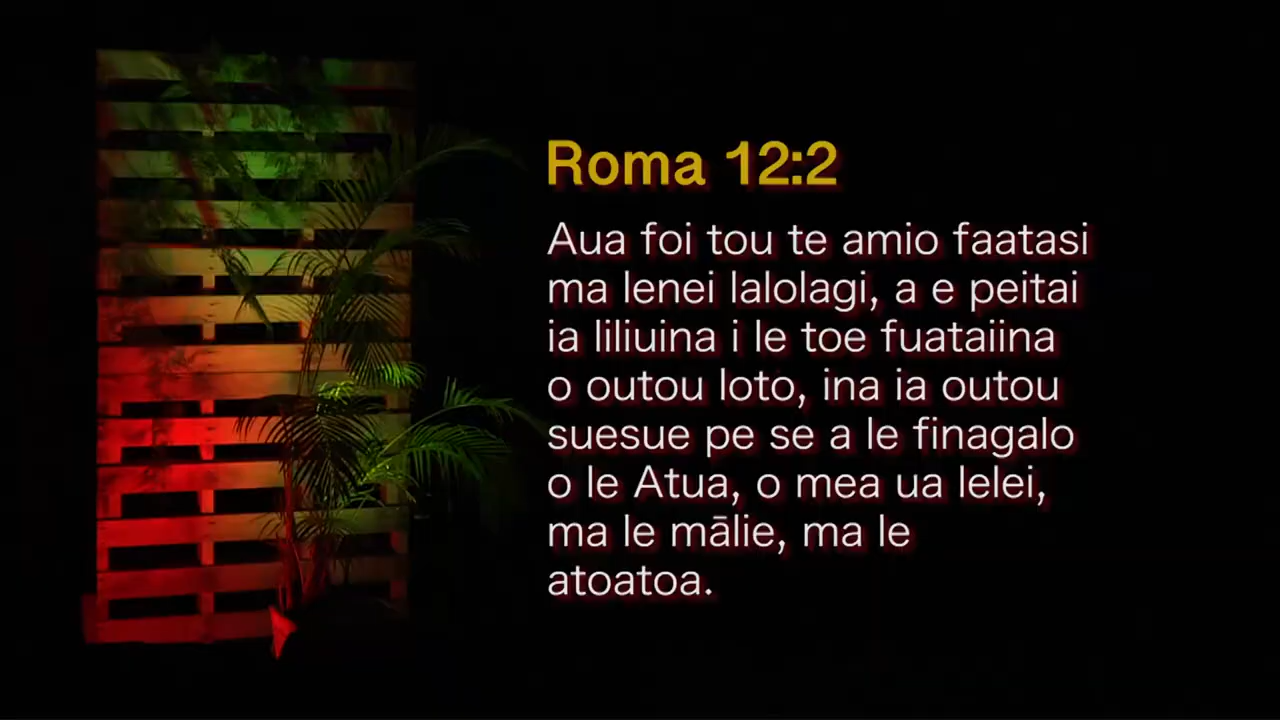 Roma 12:2
Aua foi tou te amio faatasi
ma lenei lalolagi, a e peitai
ia liliuina i le toe fuataiina
o outou loto, ina ia outou
suesue pe se a le finagalo
o le Atua, o mea ua lelei,
ma le mālie, ma le
atoatoa.